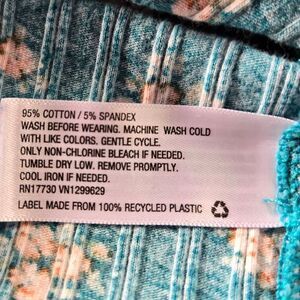 95% COTTON / 5% SPANDEX
WASH BEFORE WEARING. MACHINE WASH COLD
WITH LIKE COLORS. GENTLE CYCLE.
ONLY NON-CHLORINE BLEACH IF NEEDED.
TUMBLE DRY LOW. REMOVE PROMPTLY.
COOL IRON IF NEEDED.
RN17730 VN1299629
LABEL MADE FROM 100% RECYCLED PLASTIC